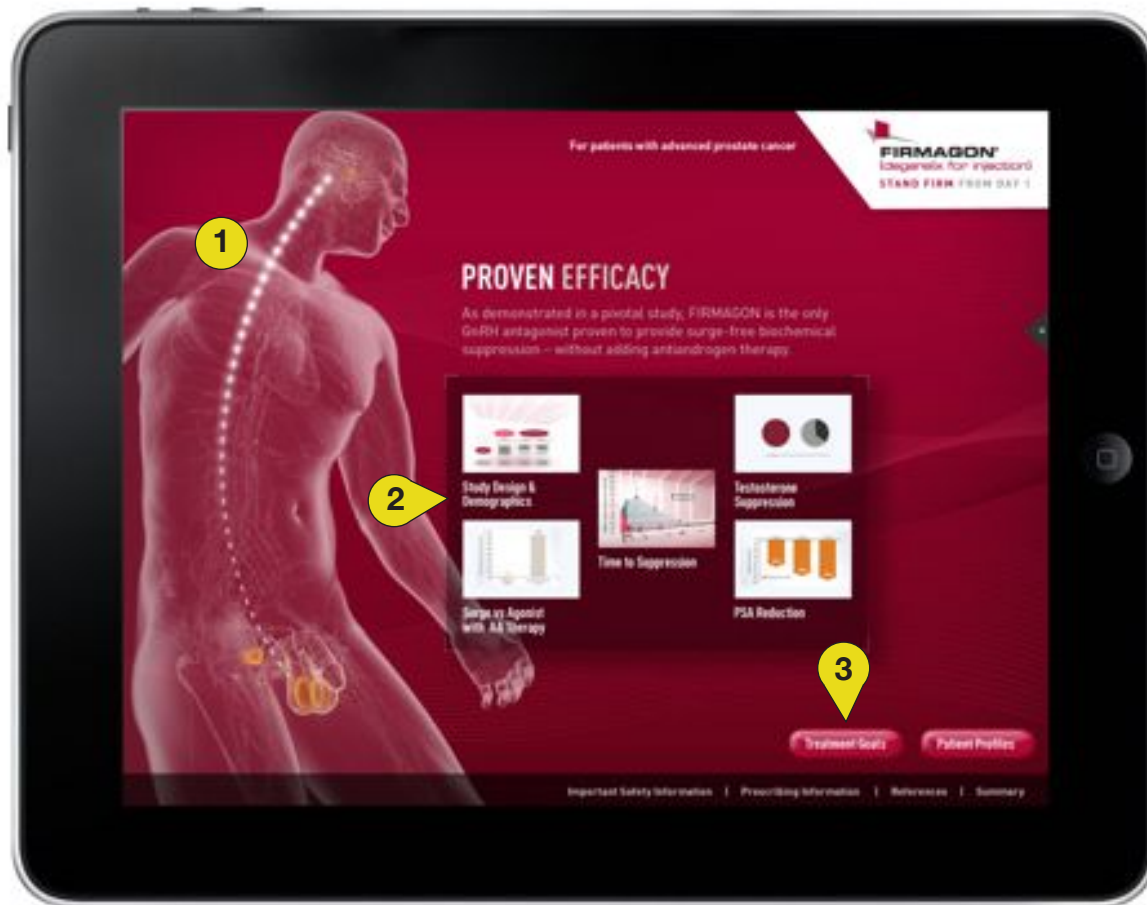 For patients with advanced prostate cancer
FIRMAGON®
(degarelix for injection)
STAND FIRM FROM DAY 1
1
PROVEN EFFICACY
As demonstrated in a pivotal study, FIRMAGON is the only
GnRH antagonist proven to provide surge-free biochemical
suppression – without adding antiandrogen therapy.
2
Study Design &
Demographics
Testosterone
Suppression
Time to Suppression
Surge vs Agonist
with AA Therapy
PSA Reduction
3
Treatment Goals
Patient Profiles
Important Safety Information | Prescribing Information | References | Summary